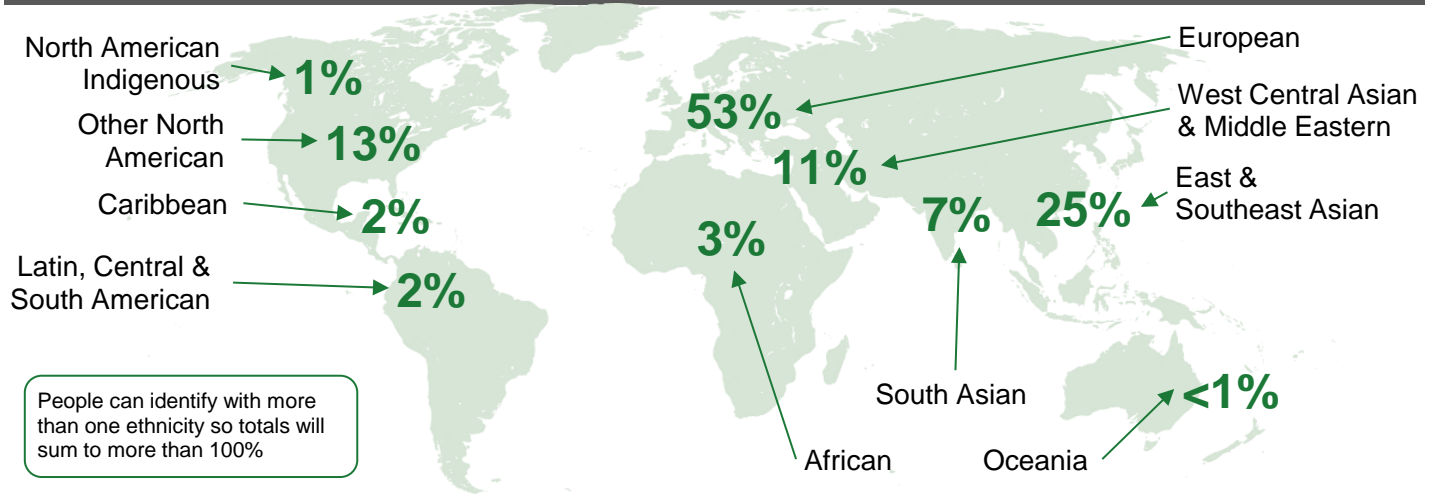 North American
Indigenous
1%
Other North
American
13%
Caribbean
2%
Latin, Central &
South American
2%
European
53%
West Central Asian
& Middle Eastern
11%
East &
Southeast Asian
25%
7%
South Asian
3%
African
<1%
Oceania
People can identify with more
than one ethnicity so totals will
sum to more than 100%